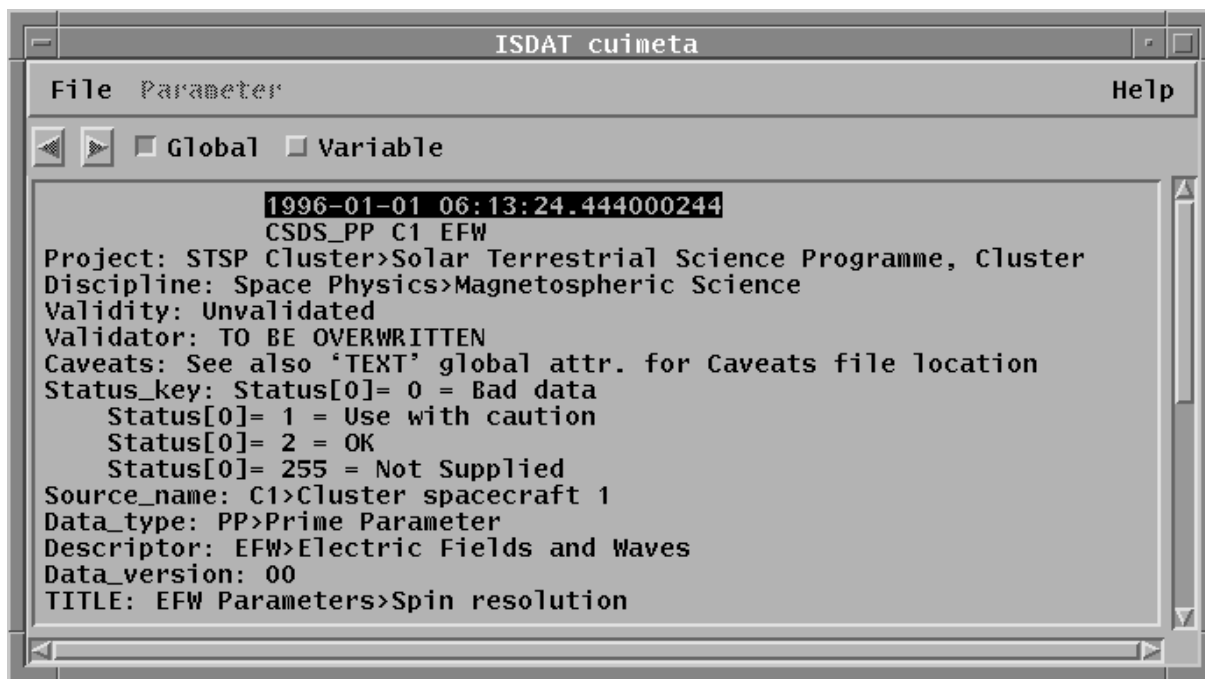 ISDAT cuimeta
File Parameter Help
Global Variable
1996-01-01 06:13:24.444000244
CSDS_PP C1 EFW
Project: STSP Cluster>Solar Terrestrial Science Programme, Cluster
Discipline: Space Physics>Magnetospheric Science
Validity: Unvalidated
Validator: TO BE OVERWRITTEN
Caveats: See also ‘TEXT’ global attr. for Caveats file location
Status_key: Status[0]= 0 = Bad data
Status[0]= 1 = Use with caution
Status[0]= 2 = OK
Status[0]= 255 = Not Supplied
Source_name: C1>Cluster spacecraft 1
Data_type: PP>Prime Parameter
Descriptor: EFW>Electric Fields and Waves
Data_version: 00
TITLE: EFW Parameters>Spin resolution